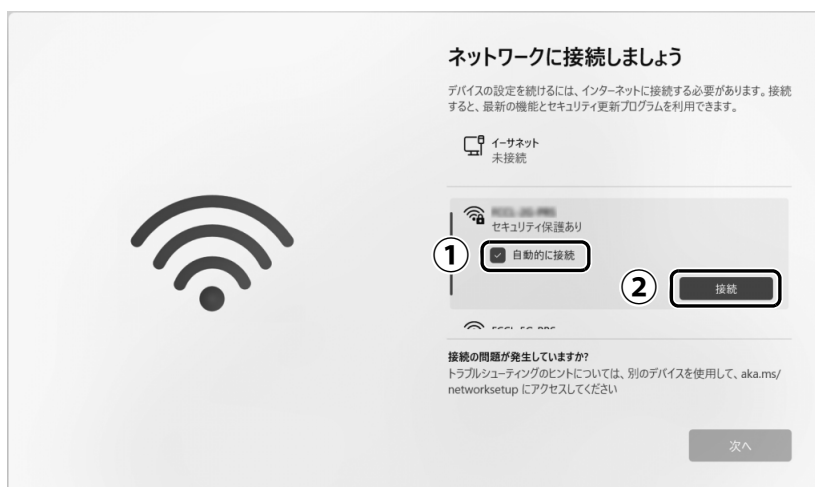 ネットワークに接続しましょう
デバイスの設定を続けるには、インターネットに接続する必要があります。接続
すると、最新の機能とセキュリティ更新プログラムを利用できます。
イーサネット
未接続
セキュリティ保護あり
① 自動的に接続
② 接続
接続の問題が発生していますか?
トラブルシューティングのヒントについては、別のデバイスを使用して、aka.ms/
networksetup にアクセスしてください
次へ